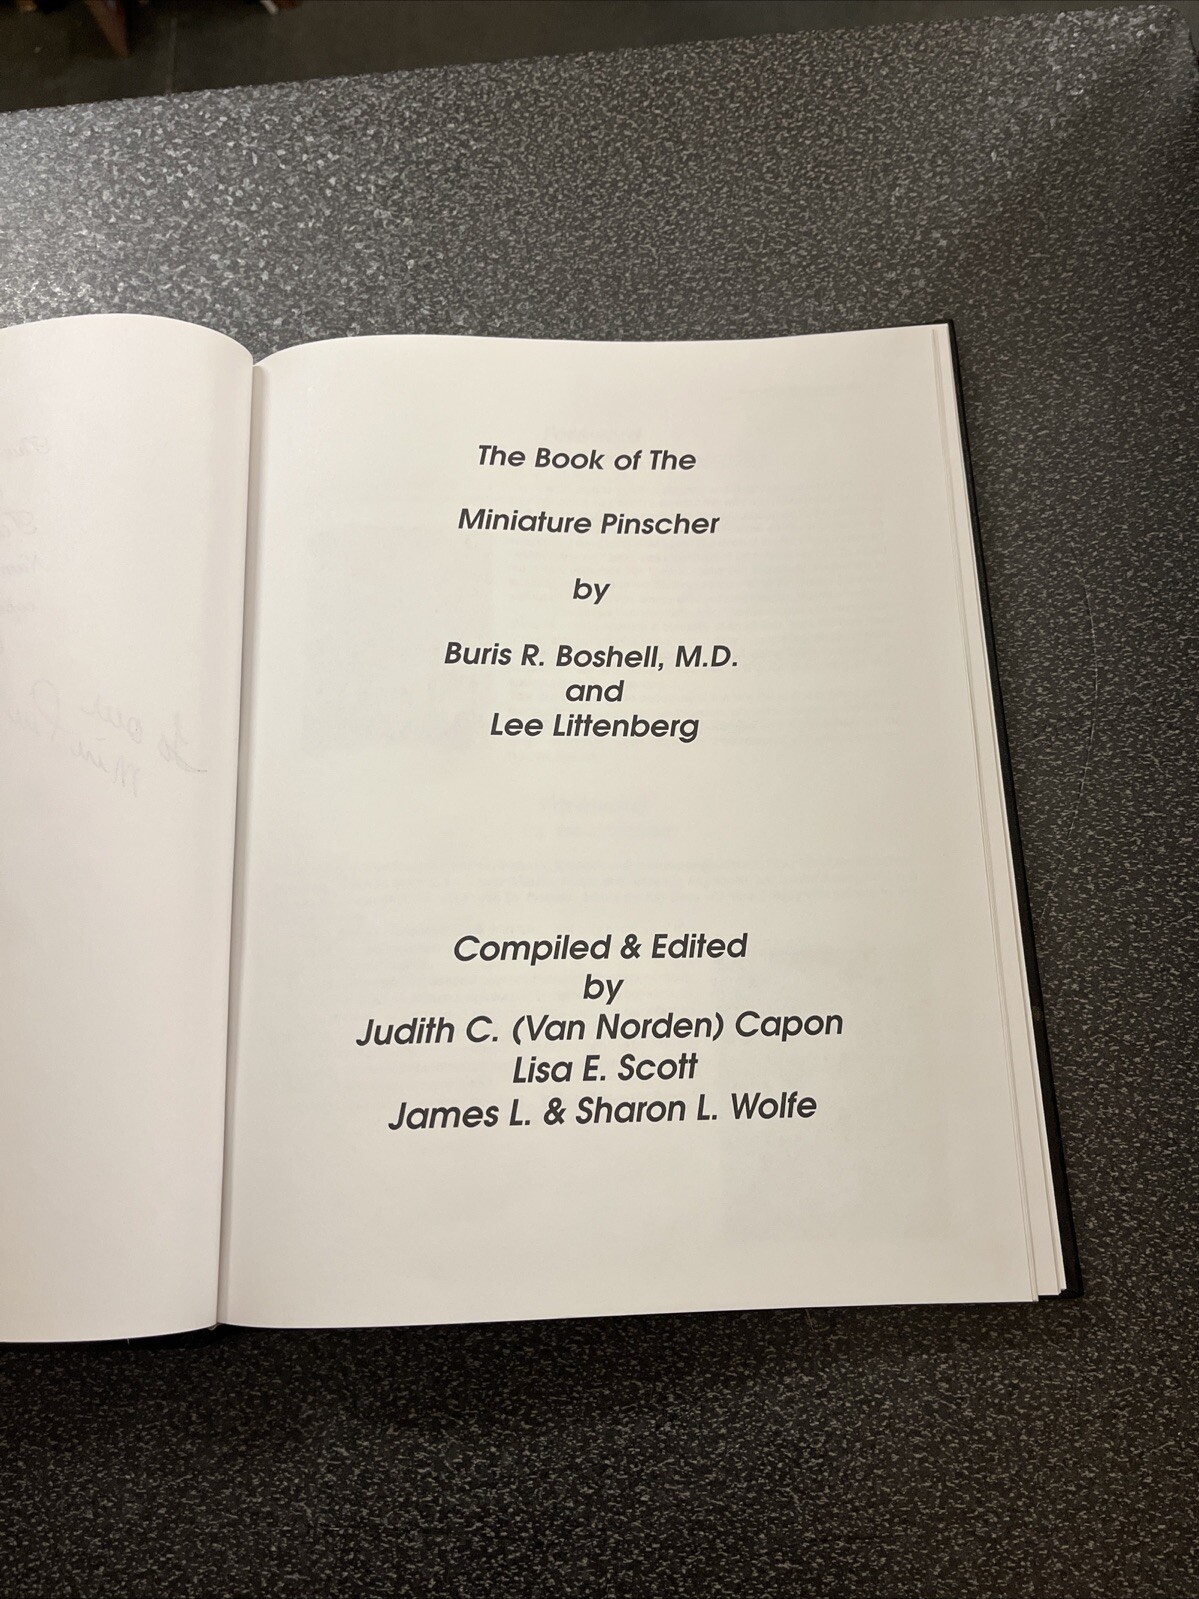 The Book of The
Miniature Pinscher
by
Buris R. Boshell, M.D.
and
Lee Littenberg
Compiled & Edited
by
Judith C. (Van Norden) Capon
Lisa E. Scott
James L. & Sharon L. Wolfe